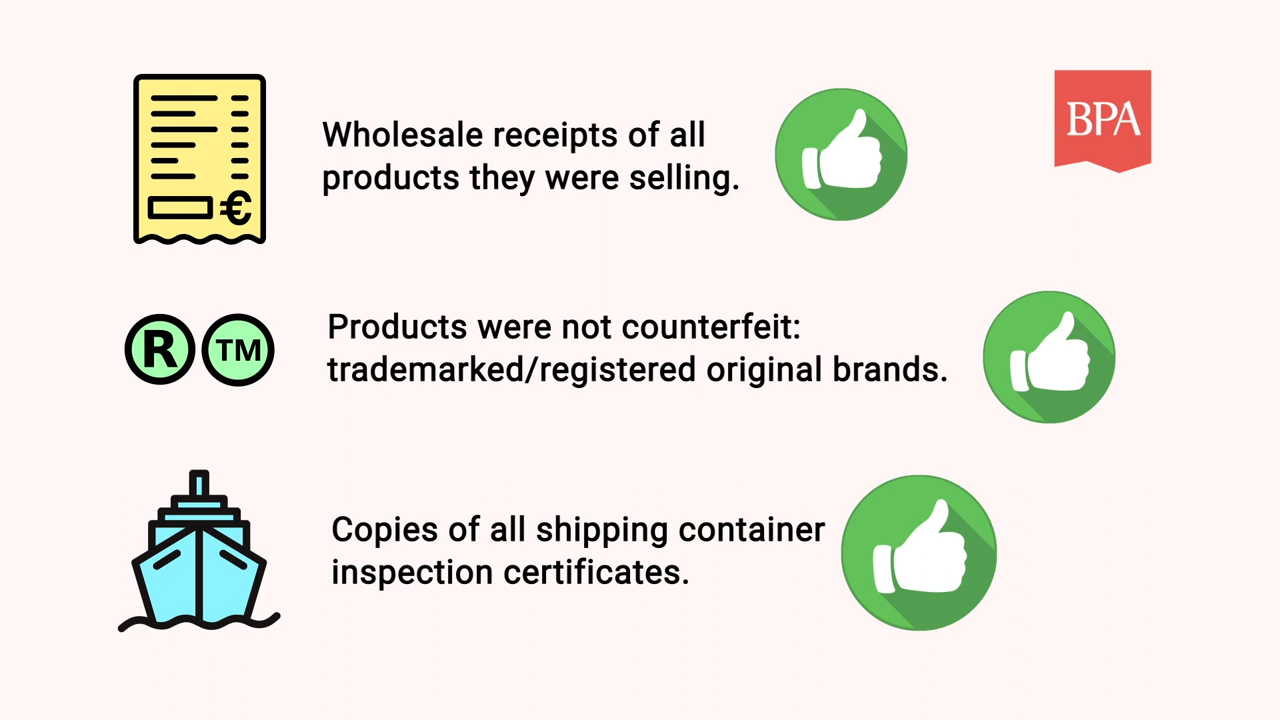 BPA
Wholesale receipts of all
products they were selling.
€
R TM
Products were not counterfeit:
trademarked/registered original brands.
Copies of all shipping container
inspection certificates.